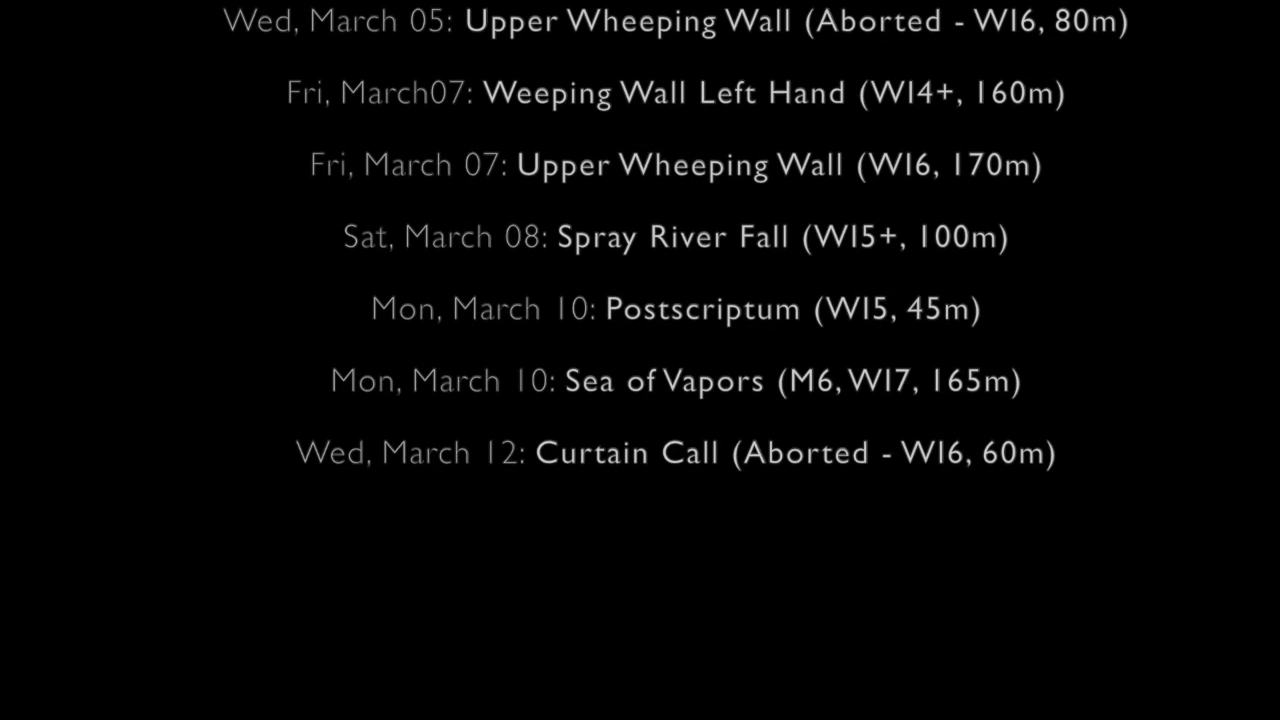 Wed, March 05: Upper Wheeping Wall (Aborted - WI6, 80m)
Fri, March07: Weeping Wall Left Hand (WI4+, 160m)
Fri, March 07: Upper Wheeping Wall (WI6, 170m)
Sat, March 08: Spray River Fall (WI5+, 100m)
Mon, March 10: Postscriptum (WI5, 45m)
Mon, March 10: Sea of Vapors (M6, WI7, 165m)
Wed, March 12: Curtain Call (Aborted - WI6, 60m)